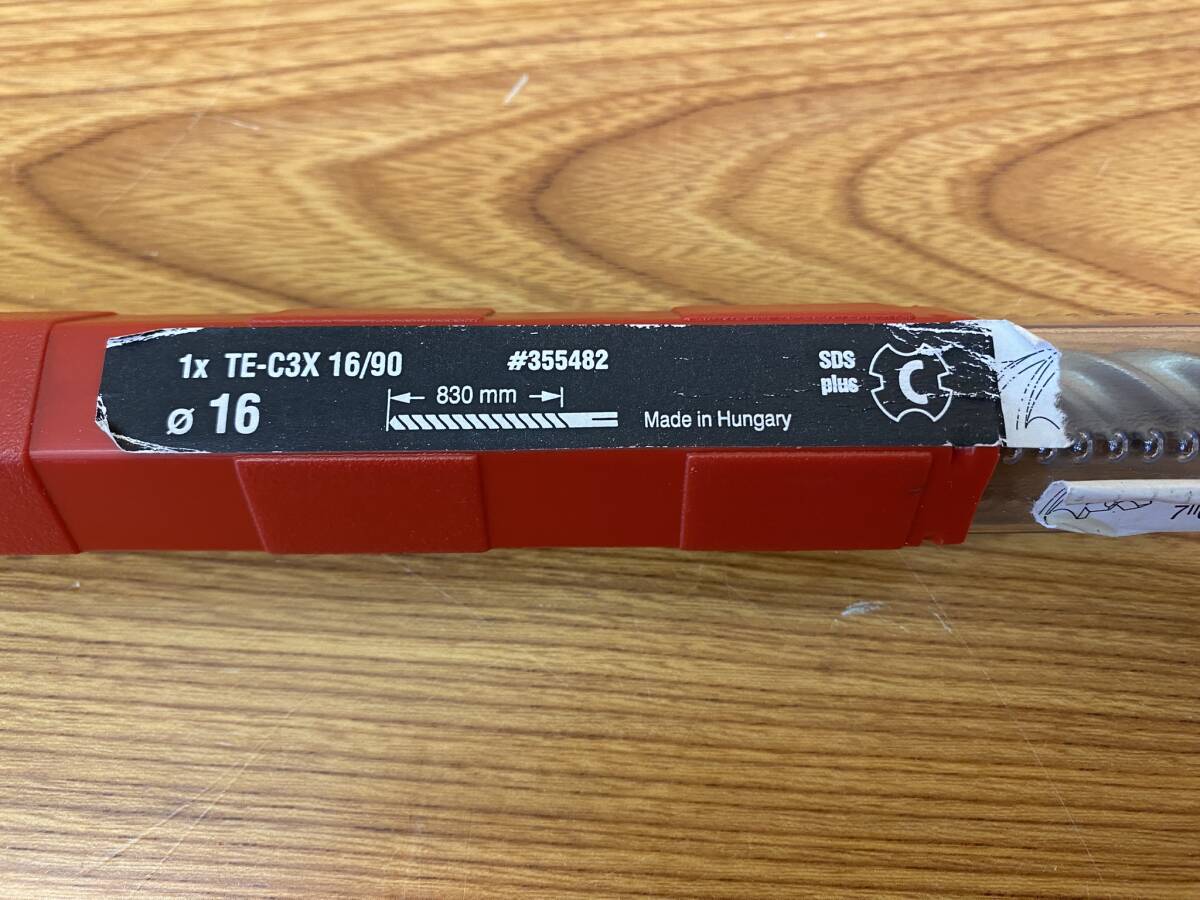 1x TE-C3X 16/90 #355482
ø 16
830 mm
Made in Hungary
SDS
plus
C